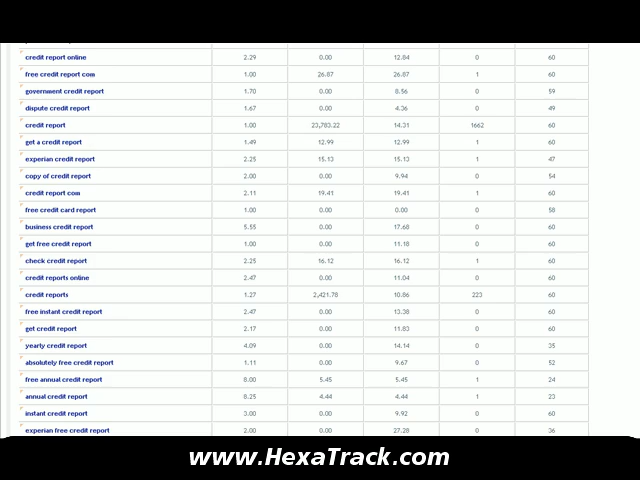 credit report online 2.29 0.00 12.84 0 60
free credit report com 1.00 26.87 26.87 1 60
government credit report 1.70 0.00 8.56 0 59
dispute credit report 1.67 0.00 4.36 0 49
credit report 1.00 23,783.22 14.31 1662 60
get a credit report 1.49 12.99 12.99 1 60
experian credit report 2.25 15.13 15.13 1 47
copy of credit report 2.00 0.00 9.94 0 54
credit report com 2.11 19.41 19.41 1 60
free credit card report 1.00 0.00 0.00 0 58
business credit report 5.55 0.00 17.68 0 60
get free credit report 1.00 0.00 11.18 0 60
check credit report 2.25 16.12 16.12 1 60
credit reports online 2.47 0.00 11.04 0 60
credit reports 1.27 2,421.78 10.86 223 60
free instant credit report 2.47 0.00 13.38 0 60
get credit report 2.17 0.00 11.83 0 60
yearly credit report 4.09 0.00 14.14 0 35
absolutely free credit report 1.11 0.00 9.67 0 52
free annual credit report 8.00 5.45 5.45 1 24
annual credit report 8.25 4.44 4.44 1 23
instant credit report 3.00 0.00 9.92 0 60
experian free credit report 2.00 0.00 27.28 0 36
www.HexaTrack.com